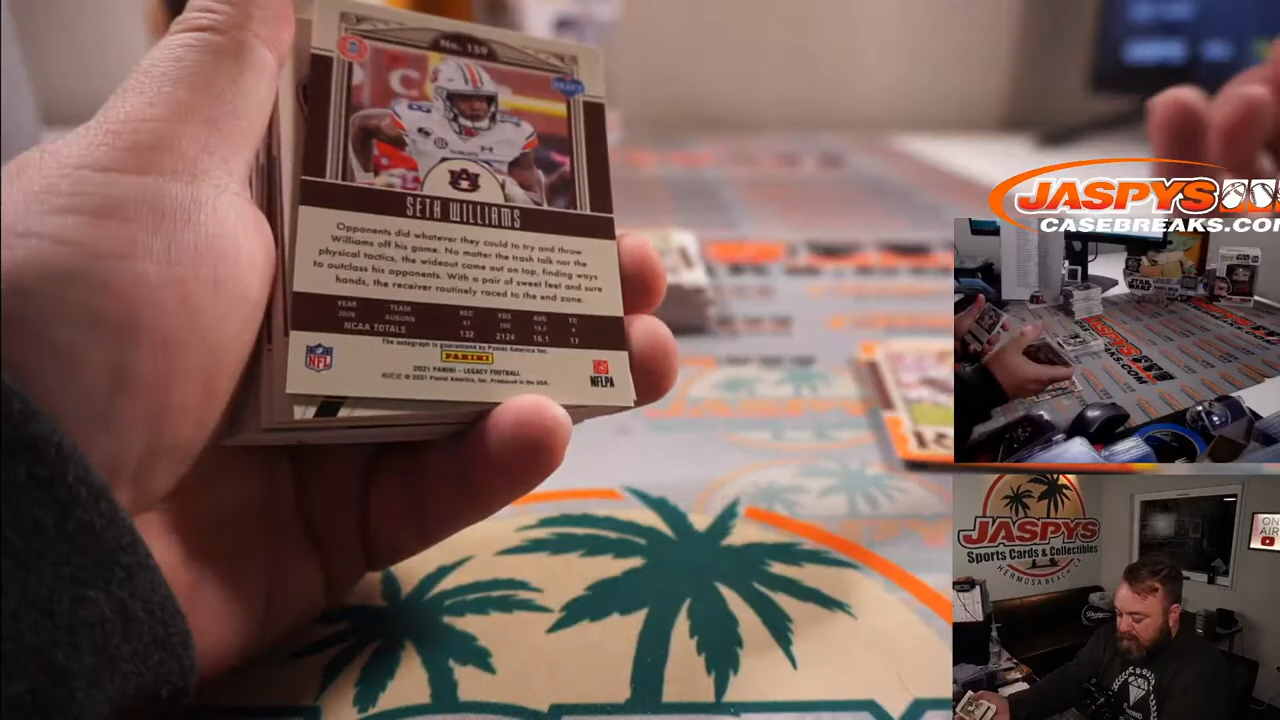 No. 159
SETH WILLIAMS
Opponents did whatever they could to try and throw
Williams off his game. No matter the trash talk nor the
physical tactics, the wideout came out on top, finding ways
to outclass his opponents. With a pair of sweet feet and sure
hands, the receiver routinely raced to the end zone.
YEAR TEAM REC YDS AVG TD
2020 AUBURN 47
NCAA TOTALS 132 2124 16.1 17
The autograph is guaranteed by Panini America, Inc.
PANINI
2021 PANINI - LEGACY FOOTBALL
© 2021 Panini America, Inc. Printed in the USA.
NFL
NFLPA
JASPYS
CASEBREAKS.COM
STAR WARS
JASPYS
Sports Cards & Collectibles
HERMOSA BEACH, CA
ON
AIR
Dodgers